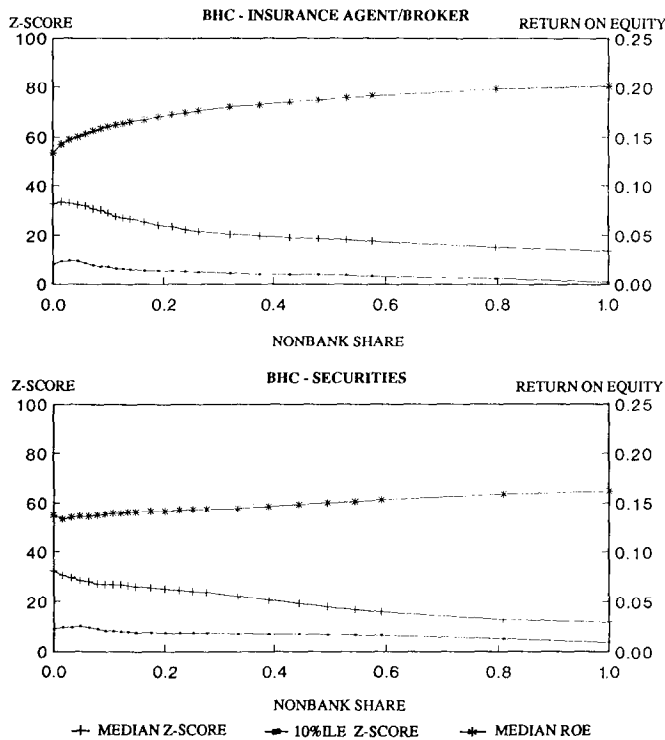 BHC - INSURANCE AGENT/BROKER
Z-SCORE RETURN ON EQUITY
100 0.25
80 0.20
60 0.15
40 0.10
20 0.05
0 0.00
0.0 0.2 0.4 0.6 0.8 1.0
NONBANK SHARE
BHC - SECURITIES
Z-SCORE RETURN ON EQUITY
100 0.25
80 0.20
60 0.15
40 0.10
20 0.05
0 0.00
0.0 0.2 0.4 0.6 0.8 1.0
NONBANK SHARE
MEDIAN Z-SCORE 10%ILE Z-SCORE MEDIAN ROE